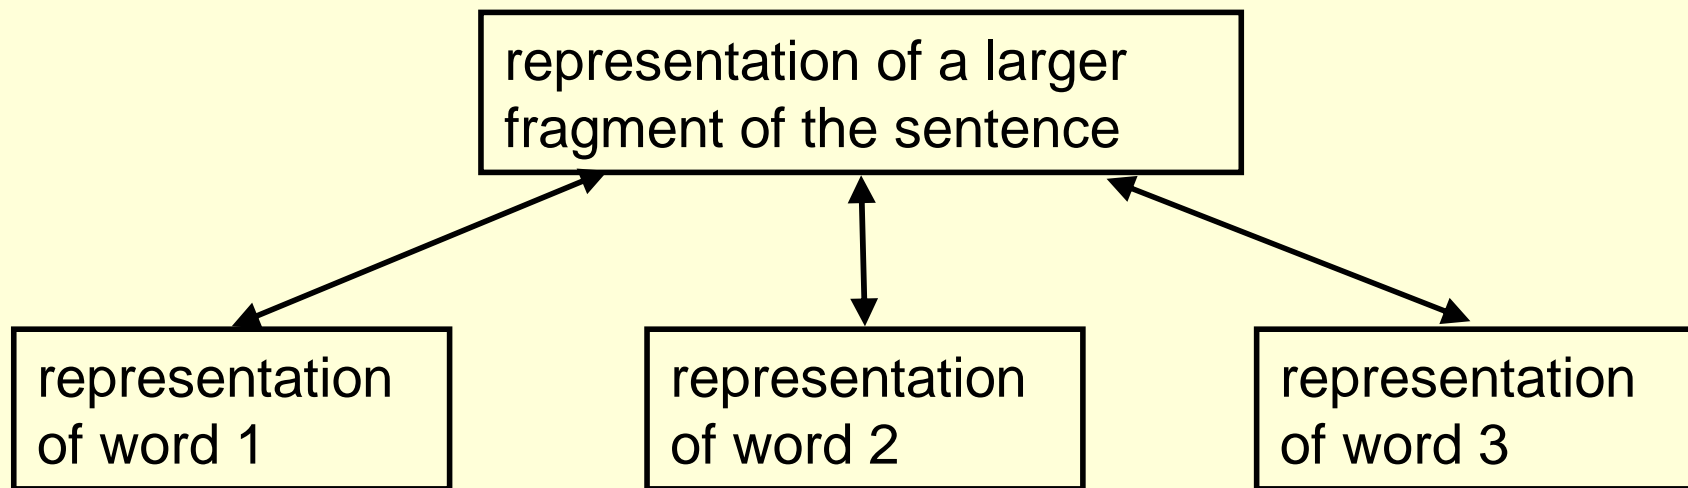 representation of a larger
fragment of the sentence
representation
of word 1
representation
of word 2
representation
of word 3